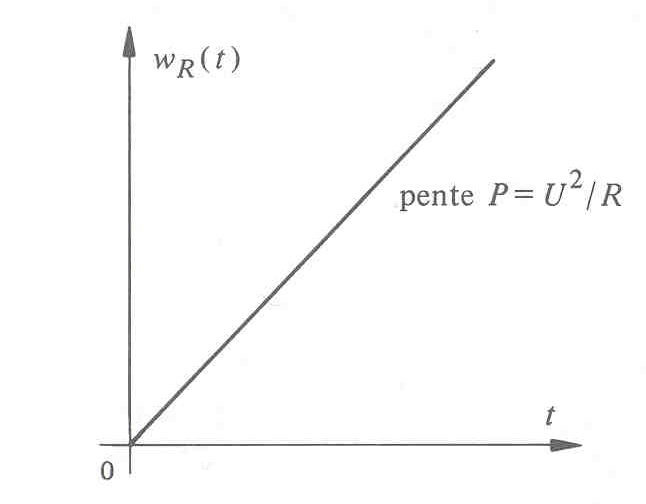 w_R(t)
pente P = U²/R
t
0